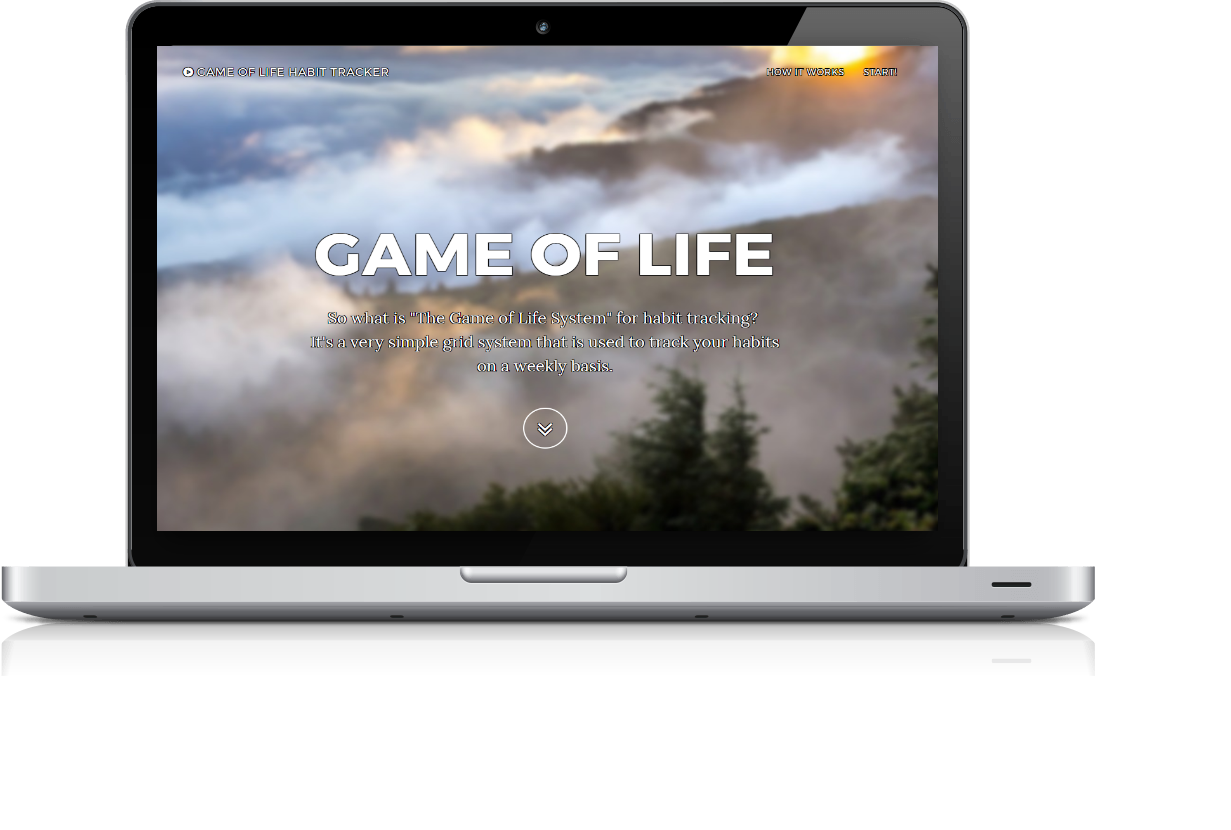 GAME OF LIFE HABIT TRACKER
HOW IT WORKS
START!
GAME OF LIFE
So what is "The Game of Life System" for habit tracking?
It's a very simple grid system that is used to track your habits
on a weekly basis.